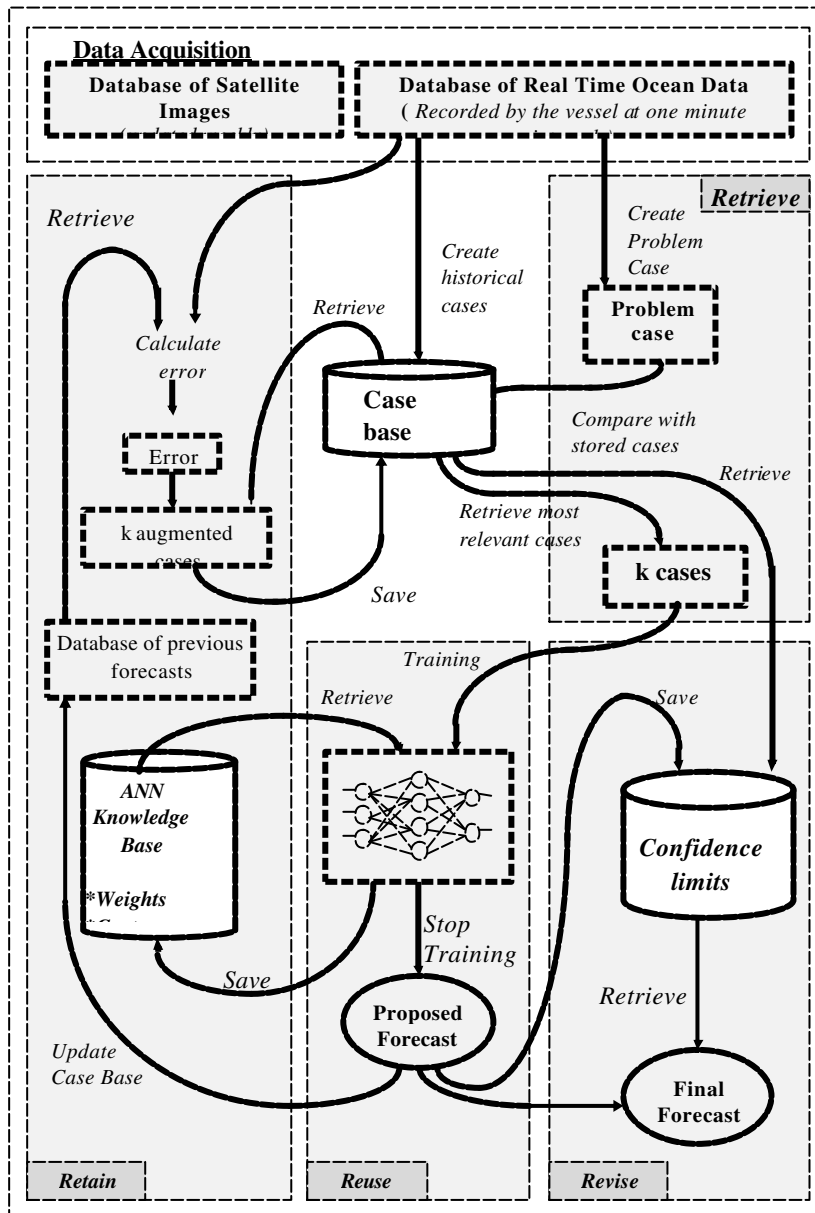 Data Acquisition
Database of Satellite
Images
Database of Real Time Ocean Data
( Recorded by the vessel at one minute
Retrieve
Retrieve
Create
Problem
Case
Create
historical
cases
Retrieve
Problem
case
Calculate
error
Case
base
Compare with
stored cases
Error
Retrieve
Retrieve most
relevant cases
k augmented
cases
k cases
Save
Database of previous
forecasts
Training
Retrieve
Save
ANN
Knowledge
Base
*Weights
Confidence
limits
Stop
Training
Save
Retrieve
Proposed
Forecast
Update
Case Base
Final
Forecast
Retain
Reuse
Revise